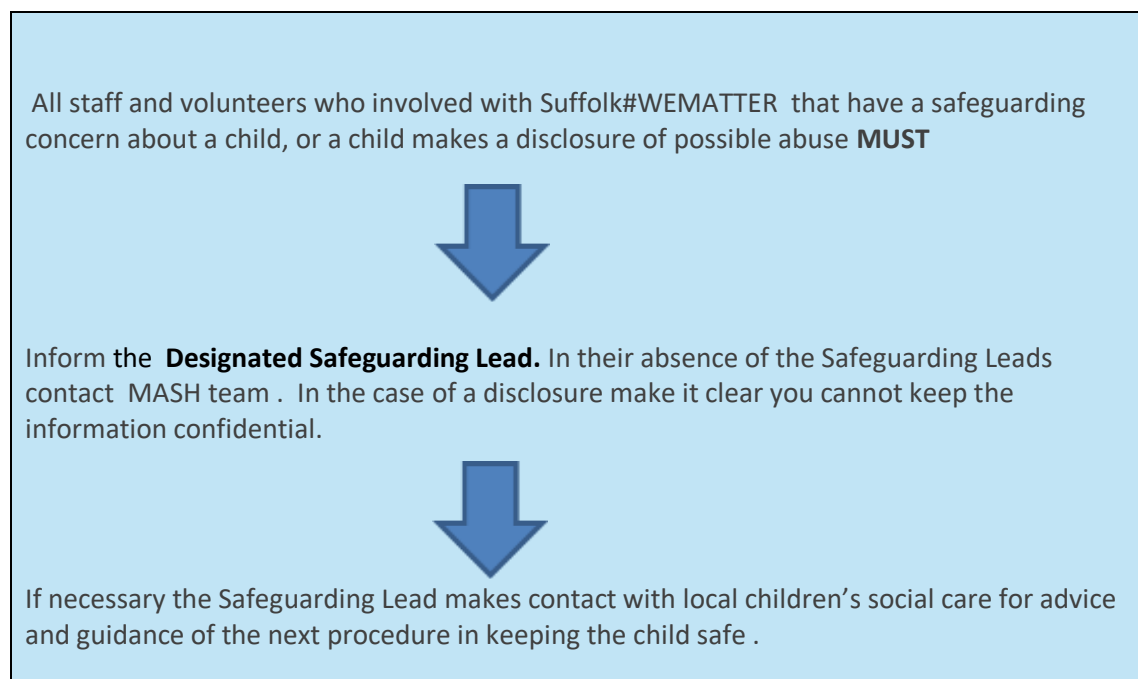 All staff and volunteers who involved with Suffolk#WEMATTER that have a safeguarding
concern about a child, or a child makes a disclosure of possible abuse MUST
Inform the Designated Safeguarding Lead. In their absence of the Safeguarding Leads
contact MASH team . In the case of a disclosure make it clear you cannot keep the
information confidential.
If necessary the Safeguarding Lead makes contact with local children’s social care for advice
and guidance of the next procedure in keeping the child safe .